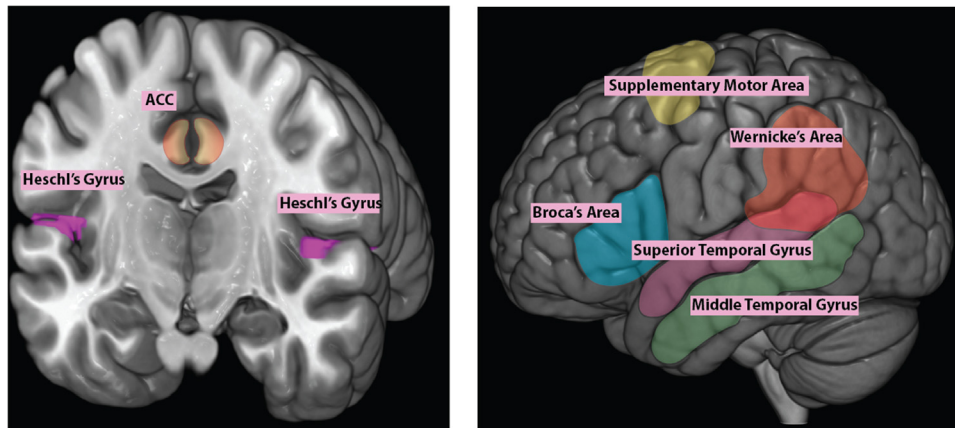 ACC
Heschl's Gyrus
Heschl's Gyrus
Supplementary Motor Area
Wernicke's Area
Broca's Area
Superior Temporal Gyrus
Middle Temporal Gyrus